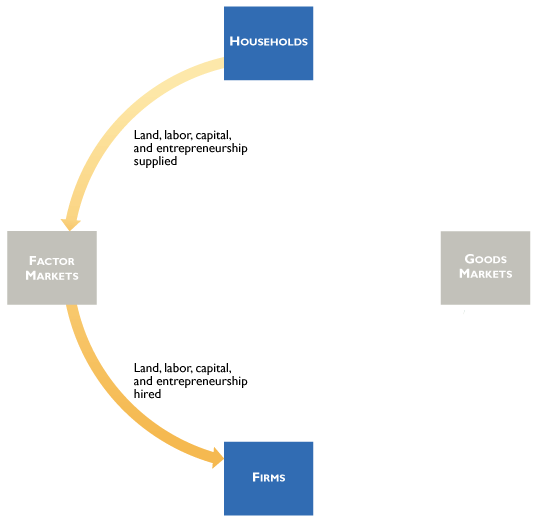 HOUSEHOLDS
Land, labor, capital,
and entrepreneurship
supplied
FACTOR
MARKETS
GOODS
MARKETS
Land, labor, capital,
and entrepreneurship
hired
FIRMS